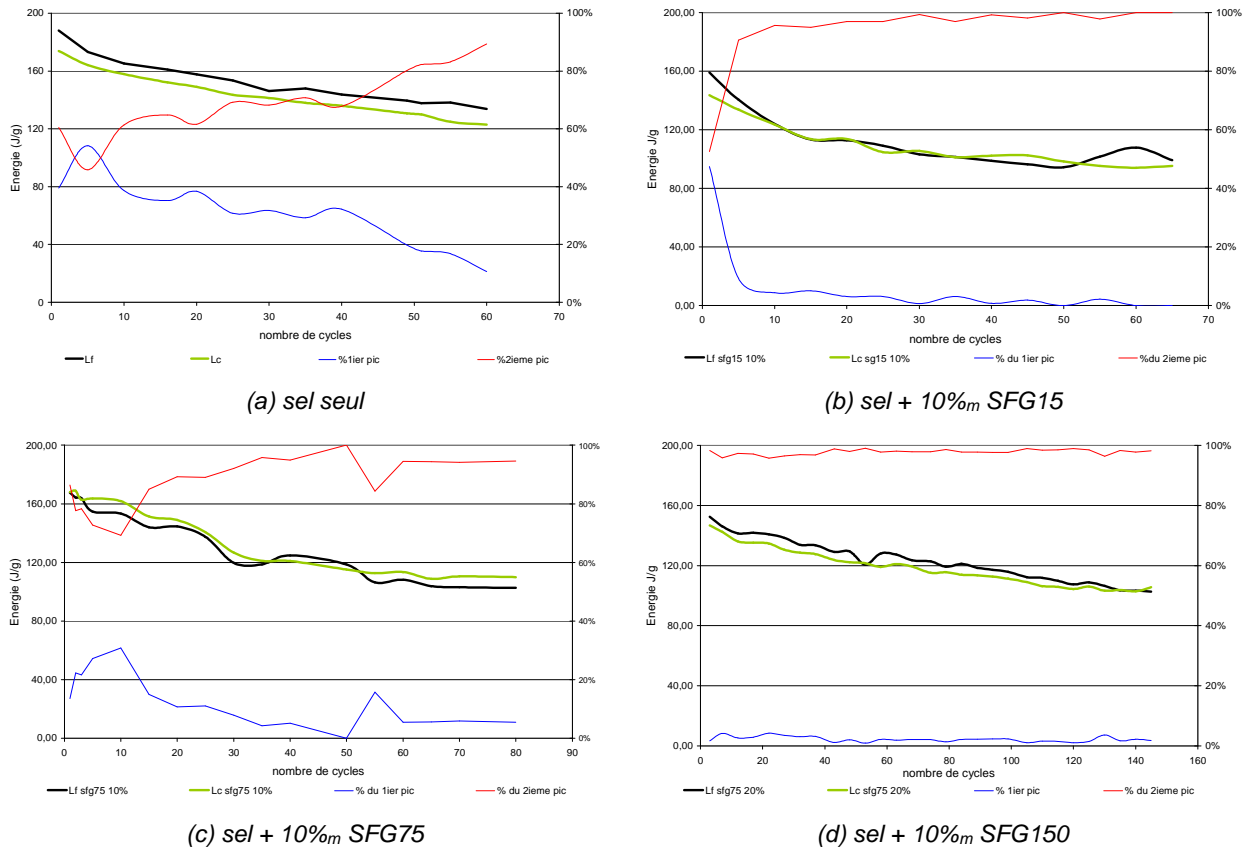 200
160
120
80
40
0
Energie (J/g)
100%
80%
60%
40%
20%
0%
0 10 20 30 40 50 60 70
nombre de cycles
Lf Lc %1ier pic %2ieme pic
(a) sel seul
200,00
160,00
120,00
80,00
40,00
0,00
Energie J/g
100%
80%
60%
40%
20%
0%
0 10 20 30 40 50 60 70
nombre de cycles
Lf sfg15 10% Lc sg15 10% % du 1ier pic %du 2ieme pic
(b) sel + 10%m SFG15
200,00
160,00
120,00
80,00
40,00
0,00
Energie (J/g)
100%
80%
60%
40%
20%
0%
0 10 20 30 40 50 60 70 80 90
nombre de cycles
Lf sfg75 10% Lc sfg75 10% % du 1ier pic % du 2ieme pic
(c) sel + 10%m SFG75
200,00
160,00
120,00
80,00
40,00
0,00
Energie J/g
100%
80%
60%
40%
20%
0%
0 20 40 60 80 100 120 140 160
nombre de cycles
Lf sfg75 20% Lc sfg75 20% % 1ier pic % du 2ieme pic
(d) sel + 10%m SFG150